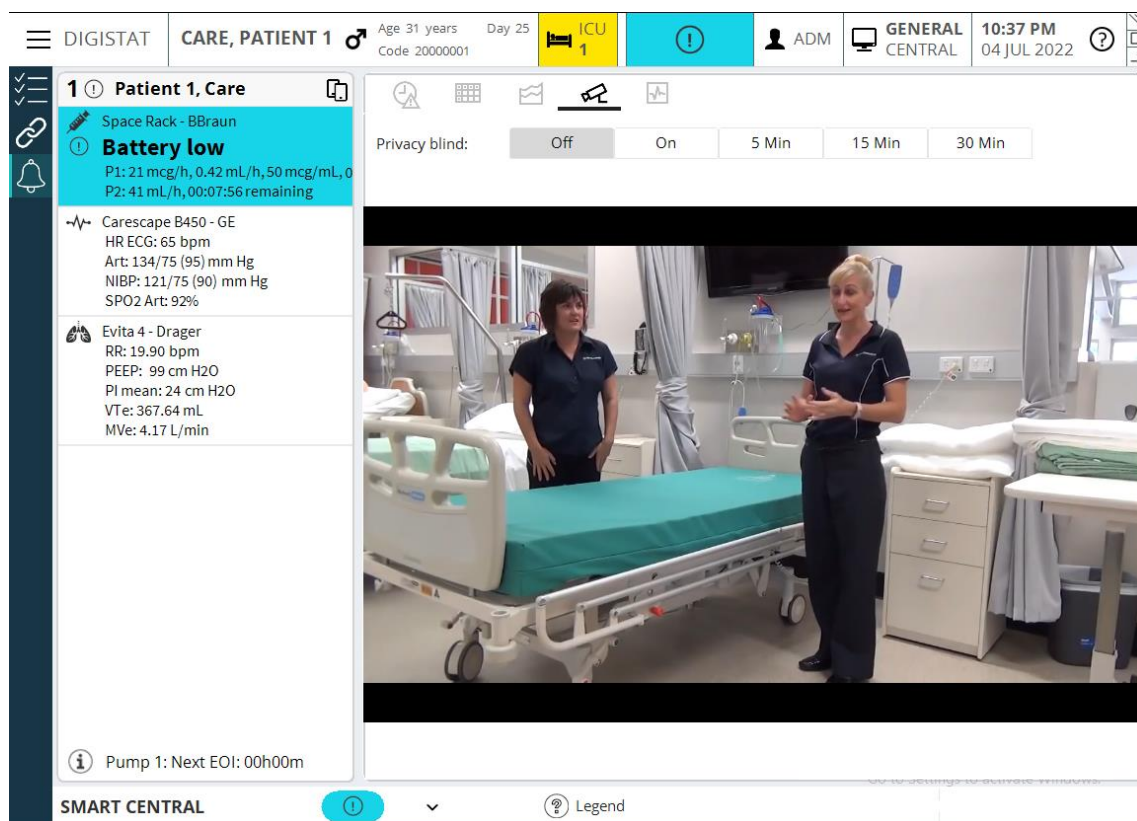 DIGISTAT
CARE, PATIENT 1
Age 31 years Day 25
Code 20000001
ICU
1
ADM
GENERAL
CENTRAL
10:37 PM
04 JUL 2022
1 Patient 1, Care
Space Rack - BBraun
Battery low
P1: 21 mcg/h, 0.42 mL/h, 50 mcg/mL, 0
P2: 41 mL/h, 00:07:56 remaining
Carescape B450 - GE
HR ECG: 65 bpm
Art: 134/75 (95) mm Hg
NIBP: 121/75 (90) mm Hg
SPO2 Art: 92%
Evita 4 - Drager
RR: 19.90 bpm
PEEP: 99 cm H2O
PI mean: 24 cm H2O
VTe: 367.64 mL
MVe: 4.17 L/min
Pump 1: Next EOI: 00h00m
Privacy blind: Off On 5 Min 15 Min 30 Min
Go to Settings to activate Windows.
SMART CENTRAL
Legend